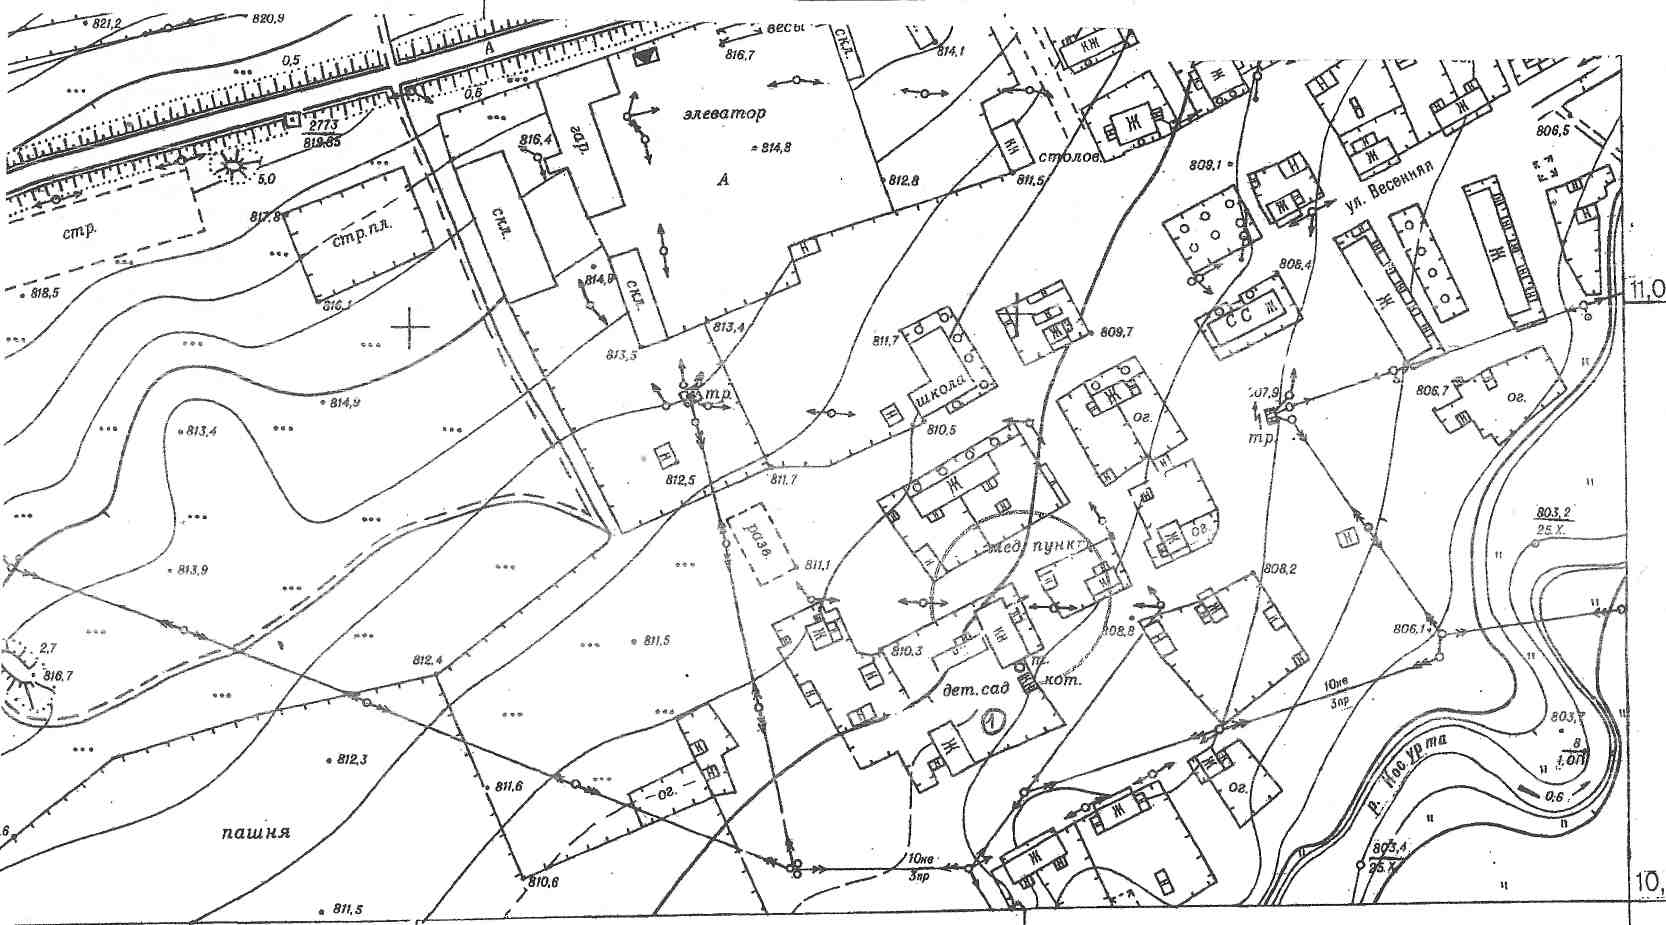 821,2
820,9
весы
816,7
скл.
814,1
КЖ
Ж
А
0,5
0,6
элеватор
2773
819,85
816,4
гар.
814,8
КН
столов.
Ж
809,1
Ж
Ж
806,5
5,0
А
812,8
811,5
ул. Весенняя
817,8
стр.
стр.пл.
скл.
Н
Ж
Н
818,5
816,1
814,9
скл.
808,4
Ж
Ж
11,0
813,4
811,7
К
Ж
809,7
СС Ж
813,5
школа
814,9
тр.
Н
Ж
ог.
807,9
806,7
ог.
813,4
810,5
тр.
Н
812,5
811,7
Ж
803,2
25.X.
разв.
мед. пункт
Ж
ог.
Н
813,9
811,1
808,2
2,7
816,7
812,4
811,5
Ж
810,3
КН
808,8
806,1
дет.сад
кот.
1
10кв
3пр
803,7
812,3
811,6
ог.
Ж
ог.
р. Нос.урта
0,6
пашня
810,6
10кв
3пр
Ж
Ж
803,4
25.X.
811,5
10,